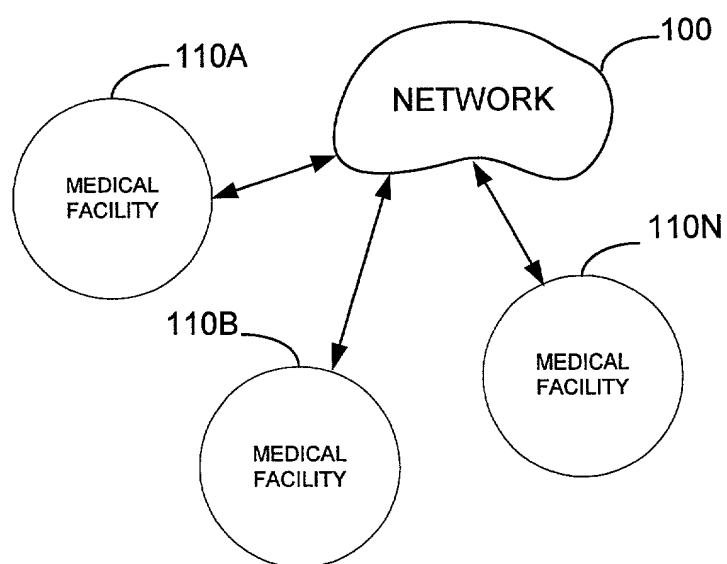 100
110A
NETWORK
MEDICAL
FACILITY
110N
110B
MEDICAL
FACILITY
MEDICAL
FACILITY